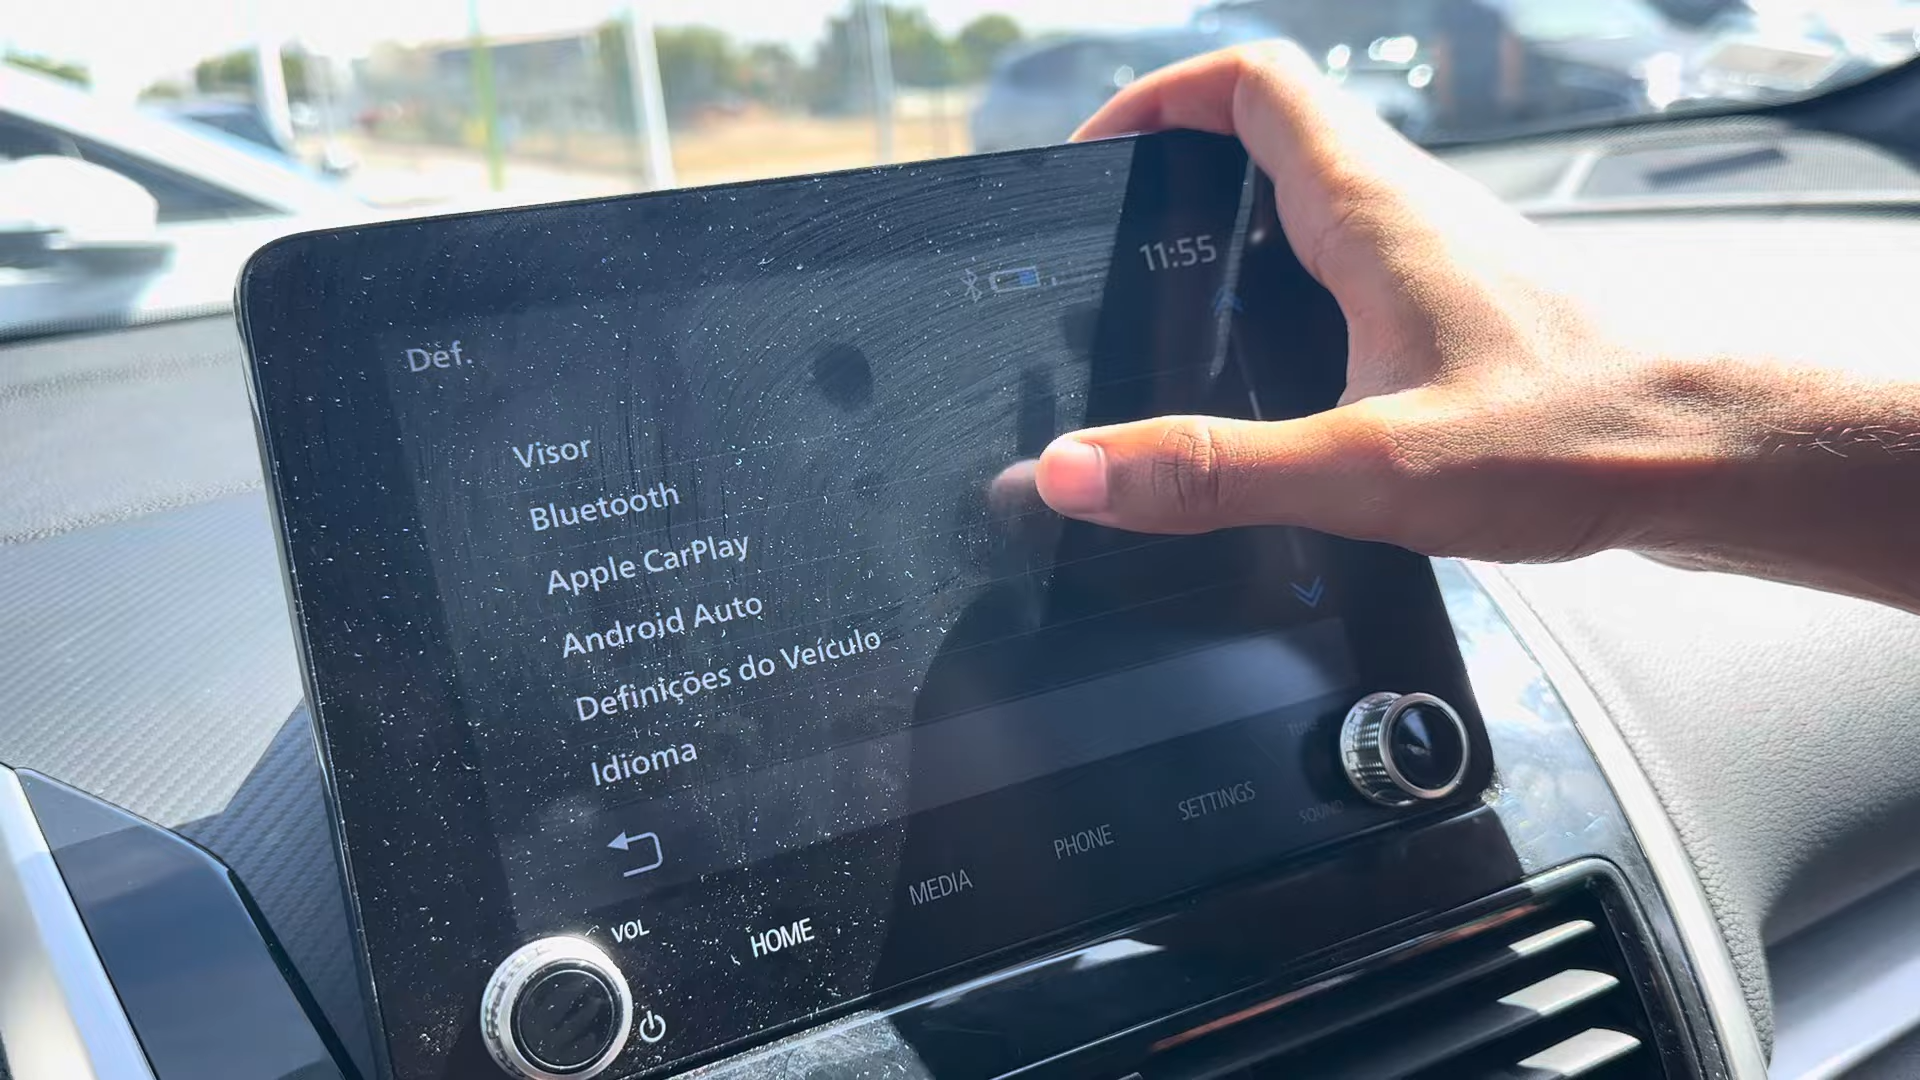 11:55
Def.
Visor
Bluetooth
Apple CarPlay
Android Auto
Definições do Veículo
Idioma
VOL
HOME
MEDIA
PHONE
SETTINGS
TUNE
SOUND